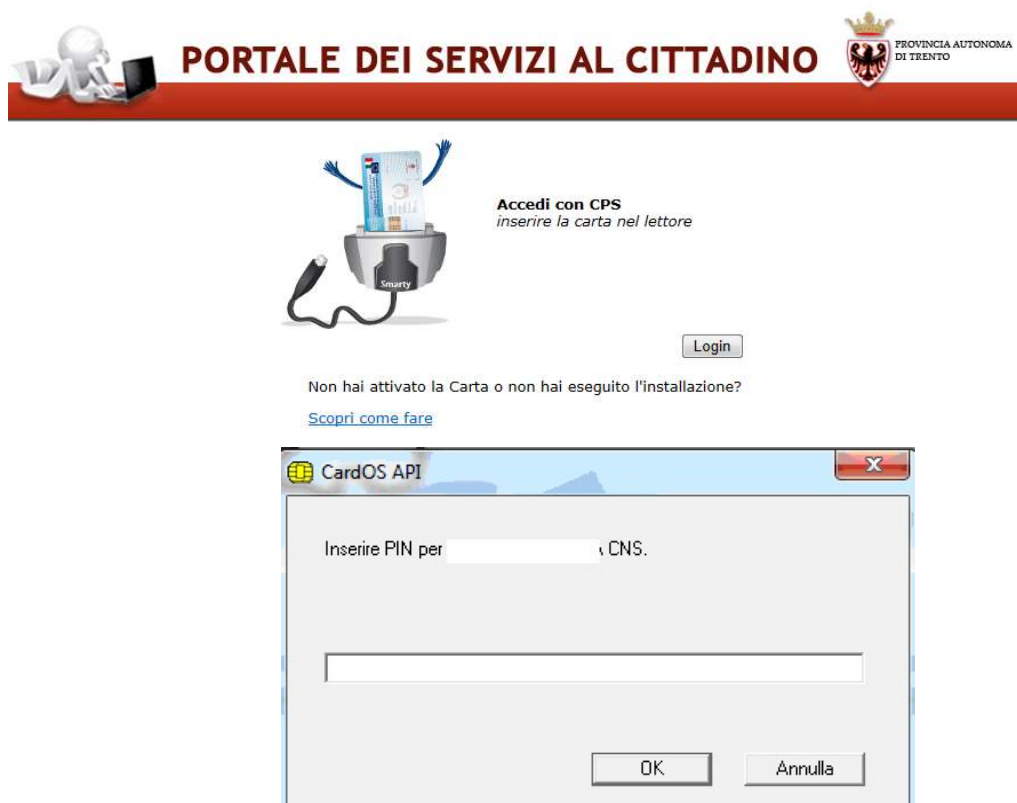 PORTALE DEI SERVIZI AL CITTADINO
PROVINCIA AUTONOMA
DI TRENTO
Accedi con CPS
inserire la carta nel lettore
Smarty
Login
Non hai attivato la Carta o non hai eseguito l'installazione?
Scopri come fare
CardOS API
Inserire PIN per CNS.
OK
Annulla